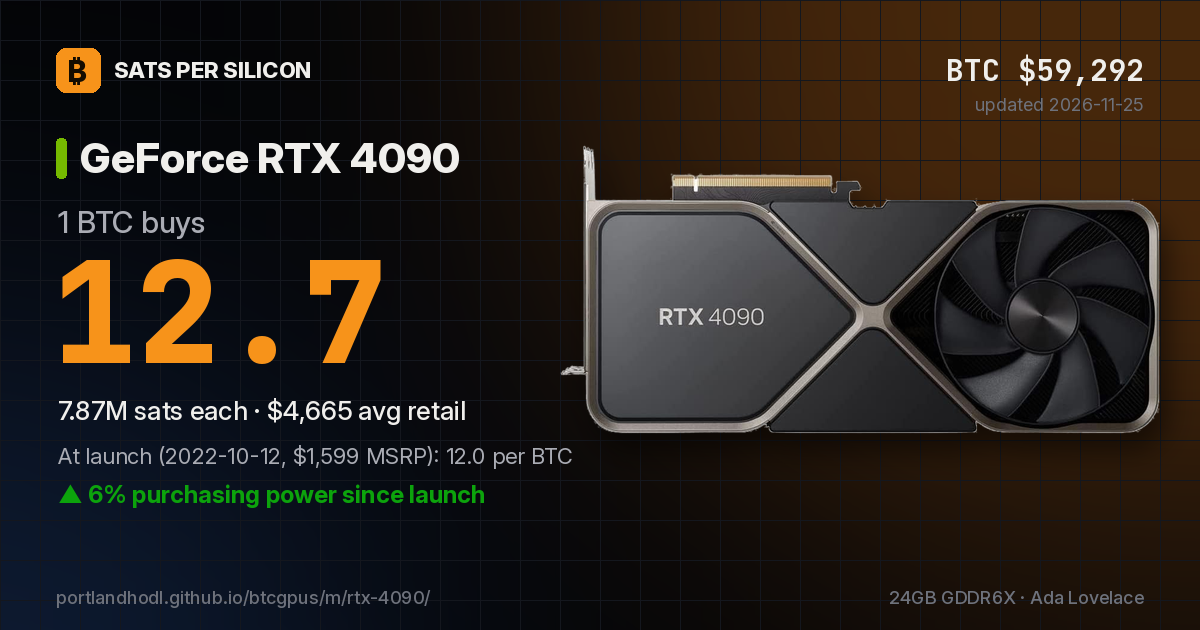 ₿ SATS PER SILICON
BTC $59,292
updated 2026-11-25
GeForce RTX 4090
1 BTC buys
12.7
RTX 4090
7.87M sats each · $4,665 avg retail
At launch (2022-10-12, $1,599 MSRP): 12.0 per BTC
▲ 6% purchasing power since launch
portlandhodl.github.io/btcgpus/m/rtx-4090/
24GB GDDR6X · Ada Lovelace